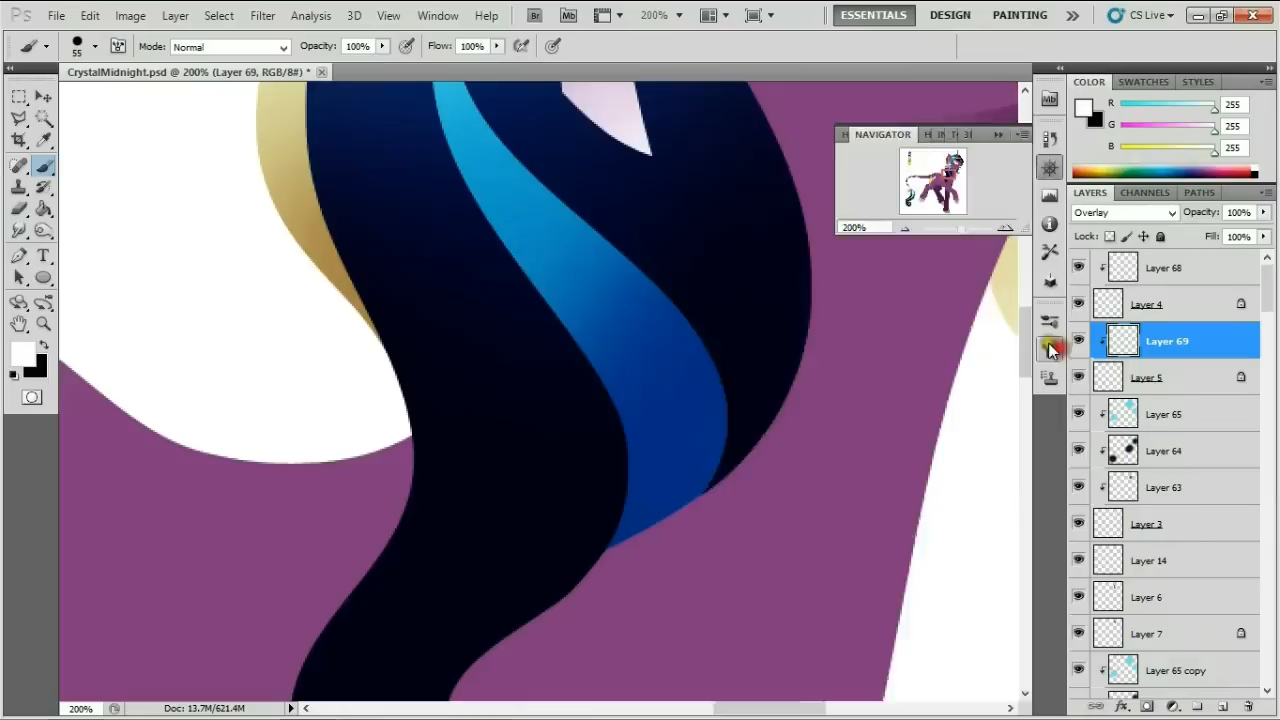 Ps File Edit Image Layer Select Filter Analysis 3D View Window Help Br Mb 200% ESSENTIALS DESIGN PAINTING CS Live
55 Mode: Normal Opacity: 100% Flow: 100%
CrystalMidnight.psd @ 200% (Layer 69, RGB/8#) *
COLOR SWATCHES STYLES
Mb
R 255
G 255
B 255
NAVIGATOR
200%
LAYERS CHANNELS PATHS
Overlay Opacity: 100%
Lock: Fill: 100%
Layer 68
Layer 4
Layer 69
Layer 5
Layer 65
Layer 64
Layer 63
Layer 3
Layer 14
Layer 6
Layer 7
Layer 65 copy
200% Doc: 13.7M/621.4M